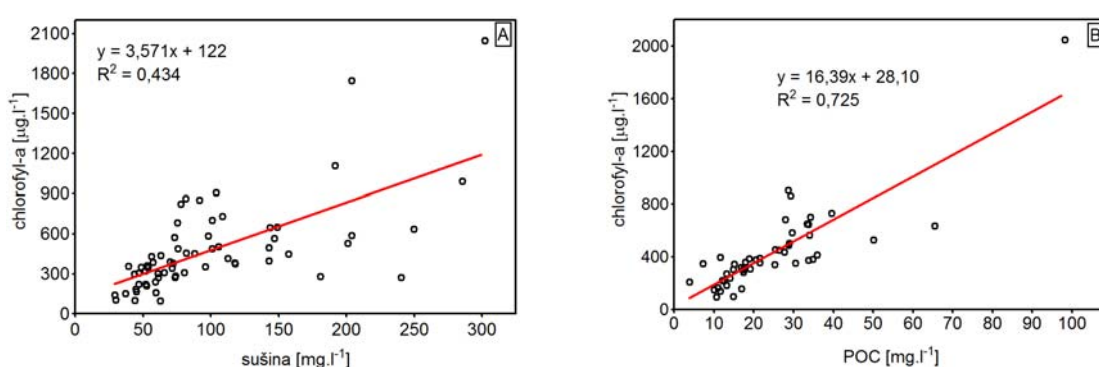 A
y = 3,571x + 122
R² = 0,434
2100
1800
1500
1200
900
600
300
0
chlorofyl-a [µg.l⁻¹]
0 50 100 150 200 250 300
sušina [mg.l⁻¹]
B
y = 16,39x + 28,10
R² = 0,725
2000
1600
1200
800
400
0
chlorofyl-a [µg.l⁻¹]
0 10 20 30 40 50 60 70 80 90 100
POC [mg.l⁻¹]